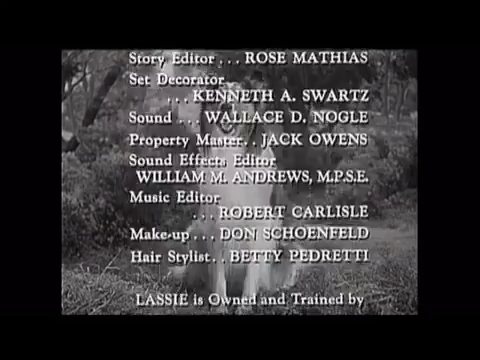 Story Editor . . . ROSE MATHIAS
Set Decorator
. . . KENNETH A. SWARTZ
Sound . . . WALLACE D. NOGLE
Property Master . . JACK OWENS
Sound Effects Editor
WILLIAM M. ANDREWS, M.P.S.E.
Music Editor
. . . ROBERT CARLISLE
Make-up . . . DON SCHOENFELD
Hair Stylist . . BETTY PEDRETTI
LASSIE is Owned and Trained by